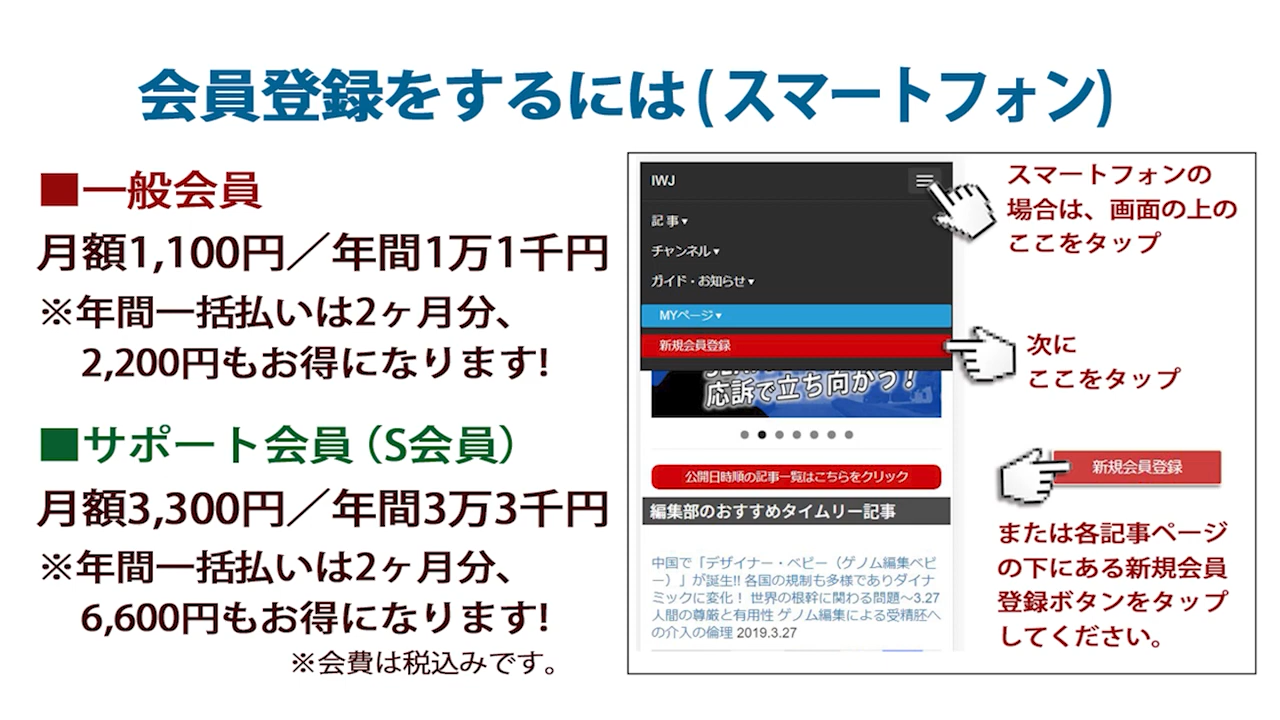 会員登録をするには(スマートフォン)
■一般会員
月額1,100円／年間1万1千円
※年間一括払いは2ヶ月分、
2,200円もお得になります!
■サポート会員（S会員）
月額3,300円／年間3万3千円
※年間一括払いは2ヶ月分、
6,600円もお得になります!
※会費は税込みです。
IWJ
記 事▾
チャンネル▾
ガイド・お知らせ▾
MYページ▾
新規会員登録
応訴で立ち向かう！
公開日時順の記事一覧はこちらをクリック
編集部のおすすめタイムリー記事
中国で「デザイナー・ベビー（ゲノム編集ベビ
ー）」が誕生!! 各国の規制も多様でありダイナ
ミックに変化！ 世界の根幹に関わる問題～3.27
人間の尊厳と有用性 ゲノム編集による受精胚へ
の介入の倫理 2019.3.27
スマートフォンの
場合は、画面の上の
ここをタップ
次に
ここをタップ
新規会員登録
または各記事ページ
の下にある新規会員
登録ボタンをタップ
してください。